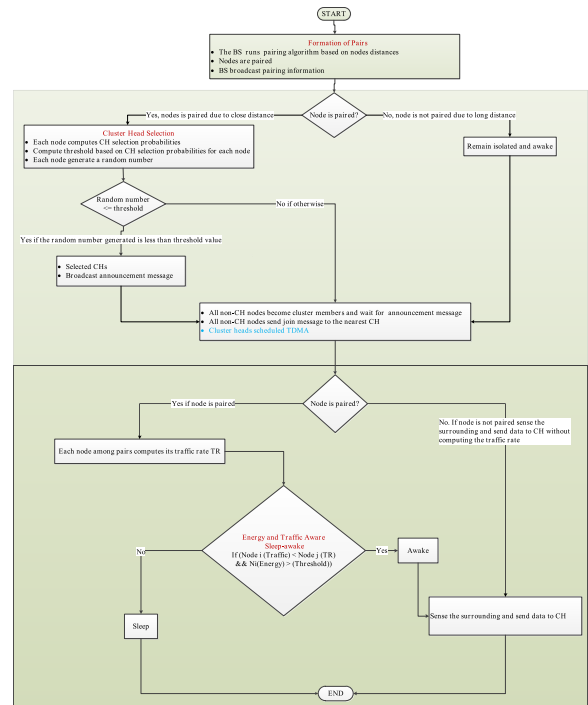 START
Formation of Pairs
The BS runs pairing algorithm based on nodes distances
Nodes are paired
BS broadcast pairing information
Node is paired?
Yes, nodes is paired due to close distance
No, node is not paired due to long distance
Cluster Head Selection
Each node computes CH selection probabilities
Compute threshold based on CH selection probabilities for each node
Each node generate a random number
Remain isolated and awake
Random number
<= threshold
No if otherwise
Yes if the random number generated is less than threshold value
Selected CHs
Broadcast announcement message
All non-CH nodes become cluster members and wait for announcement message
All non-CH nodes send join message to the nearest CH
Cluster heads scheduled TDMA
Node is paired?
Yes if node is paired
No. If node is not paired sense the
surrounding and send data to CH without
computing the traffic rate
Each node among pairs computes its traffic rate TR
Energy and Traffic Aware
Sleep-awake
If (Node i (Traffic) < Node j (TR)
&& Ni(Energy) > (Threshold))
No
Yes
Awake
Sleep
Sense the surrounding and send data to CH
END